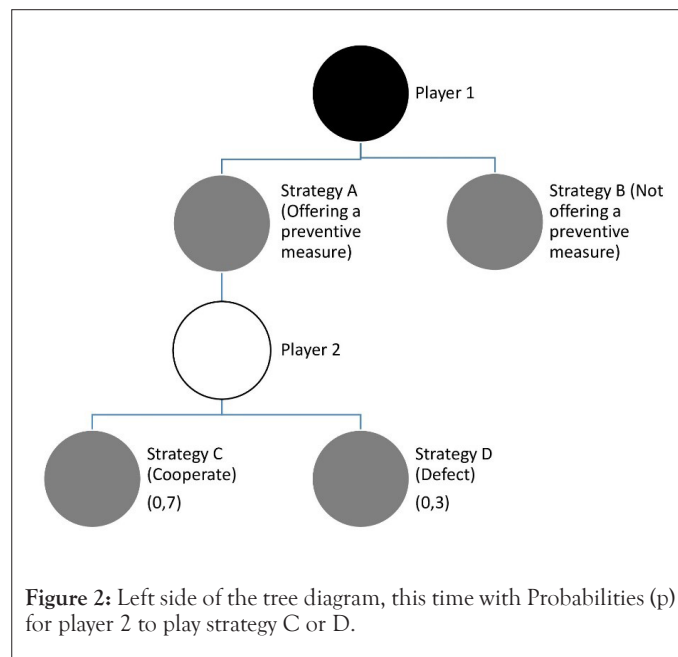 Player 1
Strategy A
(Offering a
preventive
measure)
Strategy B (Not
offering a
preventive
measure)
Player 2
Strategy C
(Cooperate)
(0,7)
Strategy D
(Defect)
(0,3)
Figure 2: Left side of the tree diagram, this time with Probabilities (p)
for player 2 to play strategy C or D.